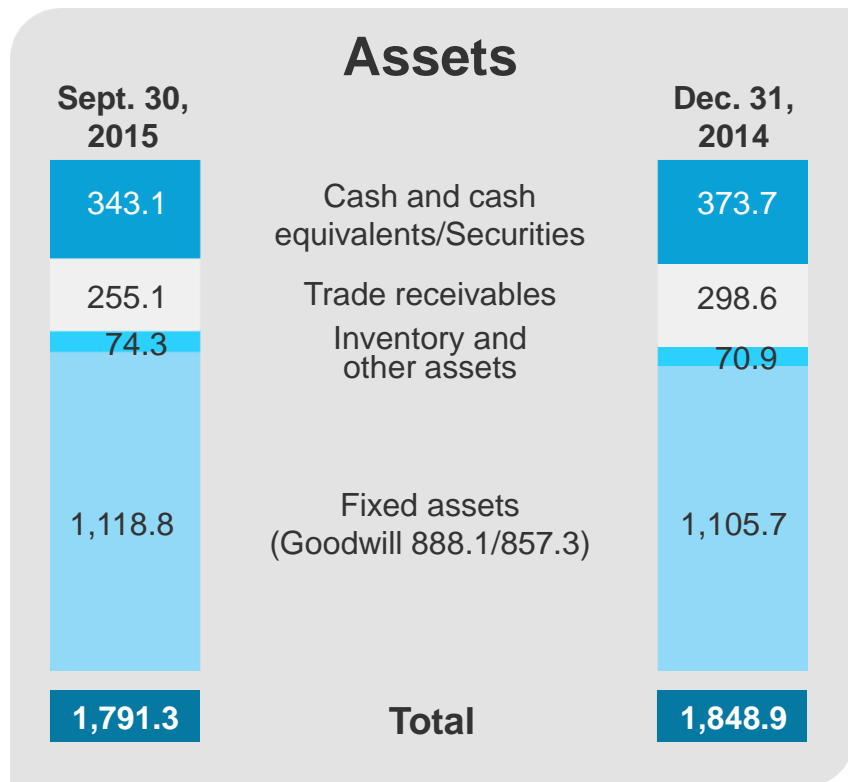 Assets
Sept. 30,
2015
Dec. 31,
2014
343.1
Cash and cash
equivalents/Securities
373.7
255.1
Trade receivables
298.6
74.3
Inventory and
other assets
70.9
1,118.8
Fixed assets
(Goodwill 888.1/857.3)
1,105.7
1,791.3
Total
1,848.9